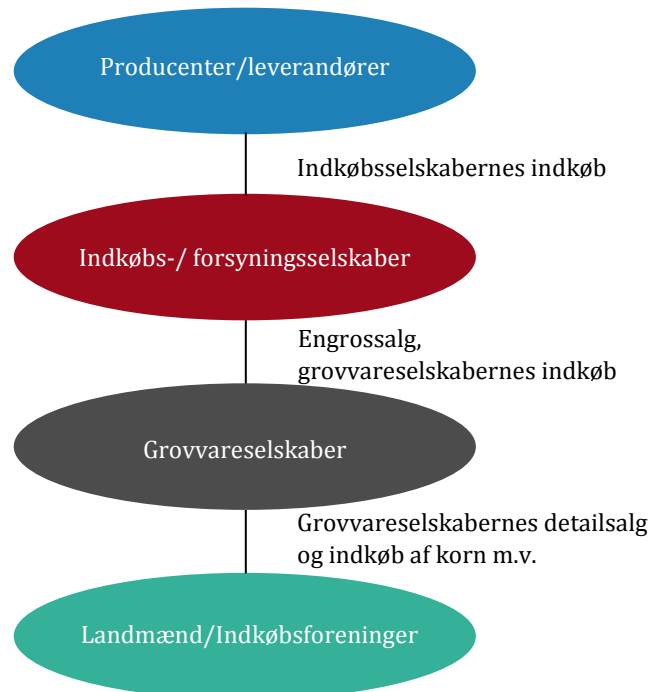 Producenter/leverandører
Indkøbsselskabernes indkøb
Indkøbs-/ forsyningsselskaber
Engrossalg,
grovvareselskabernes indkøb
Grovvareselskaber
Grovvareselskabernes detailsalg
og indkøb af korn m.v.
Landmænd/Indkøbsforeninger